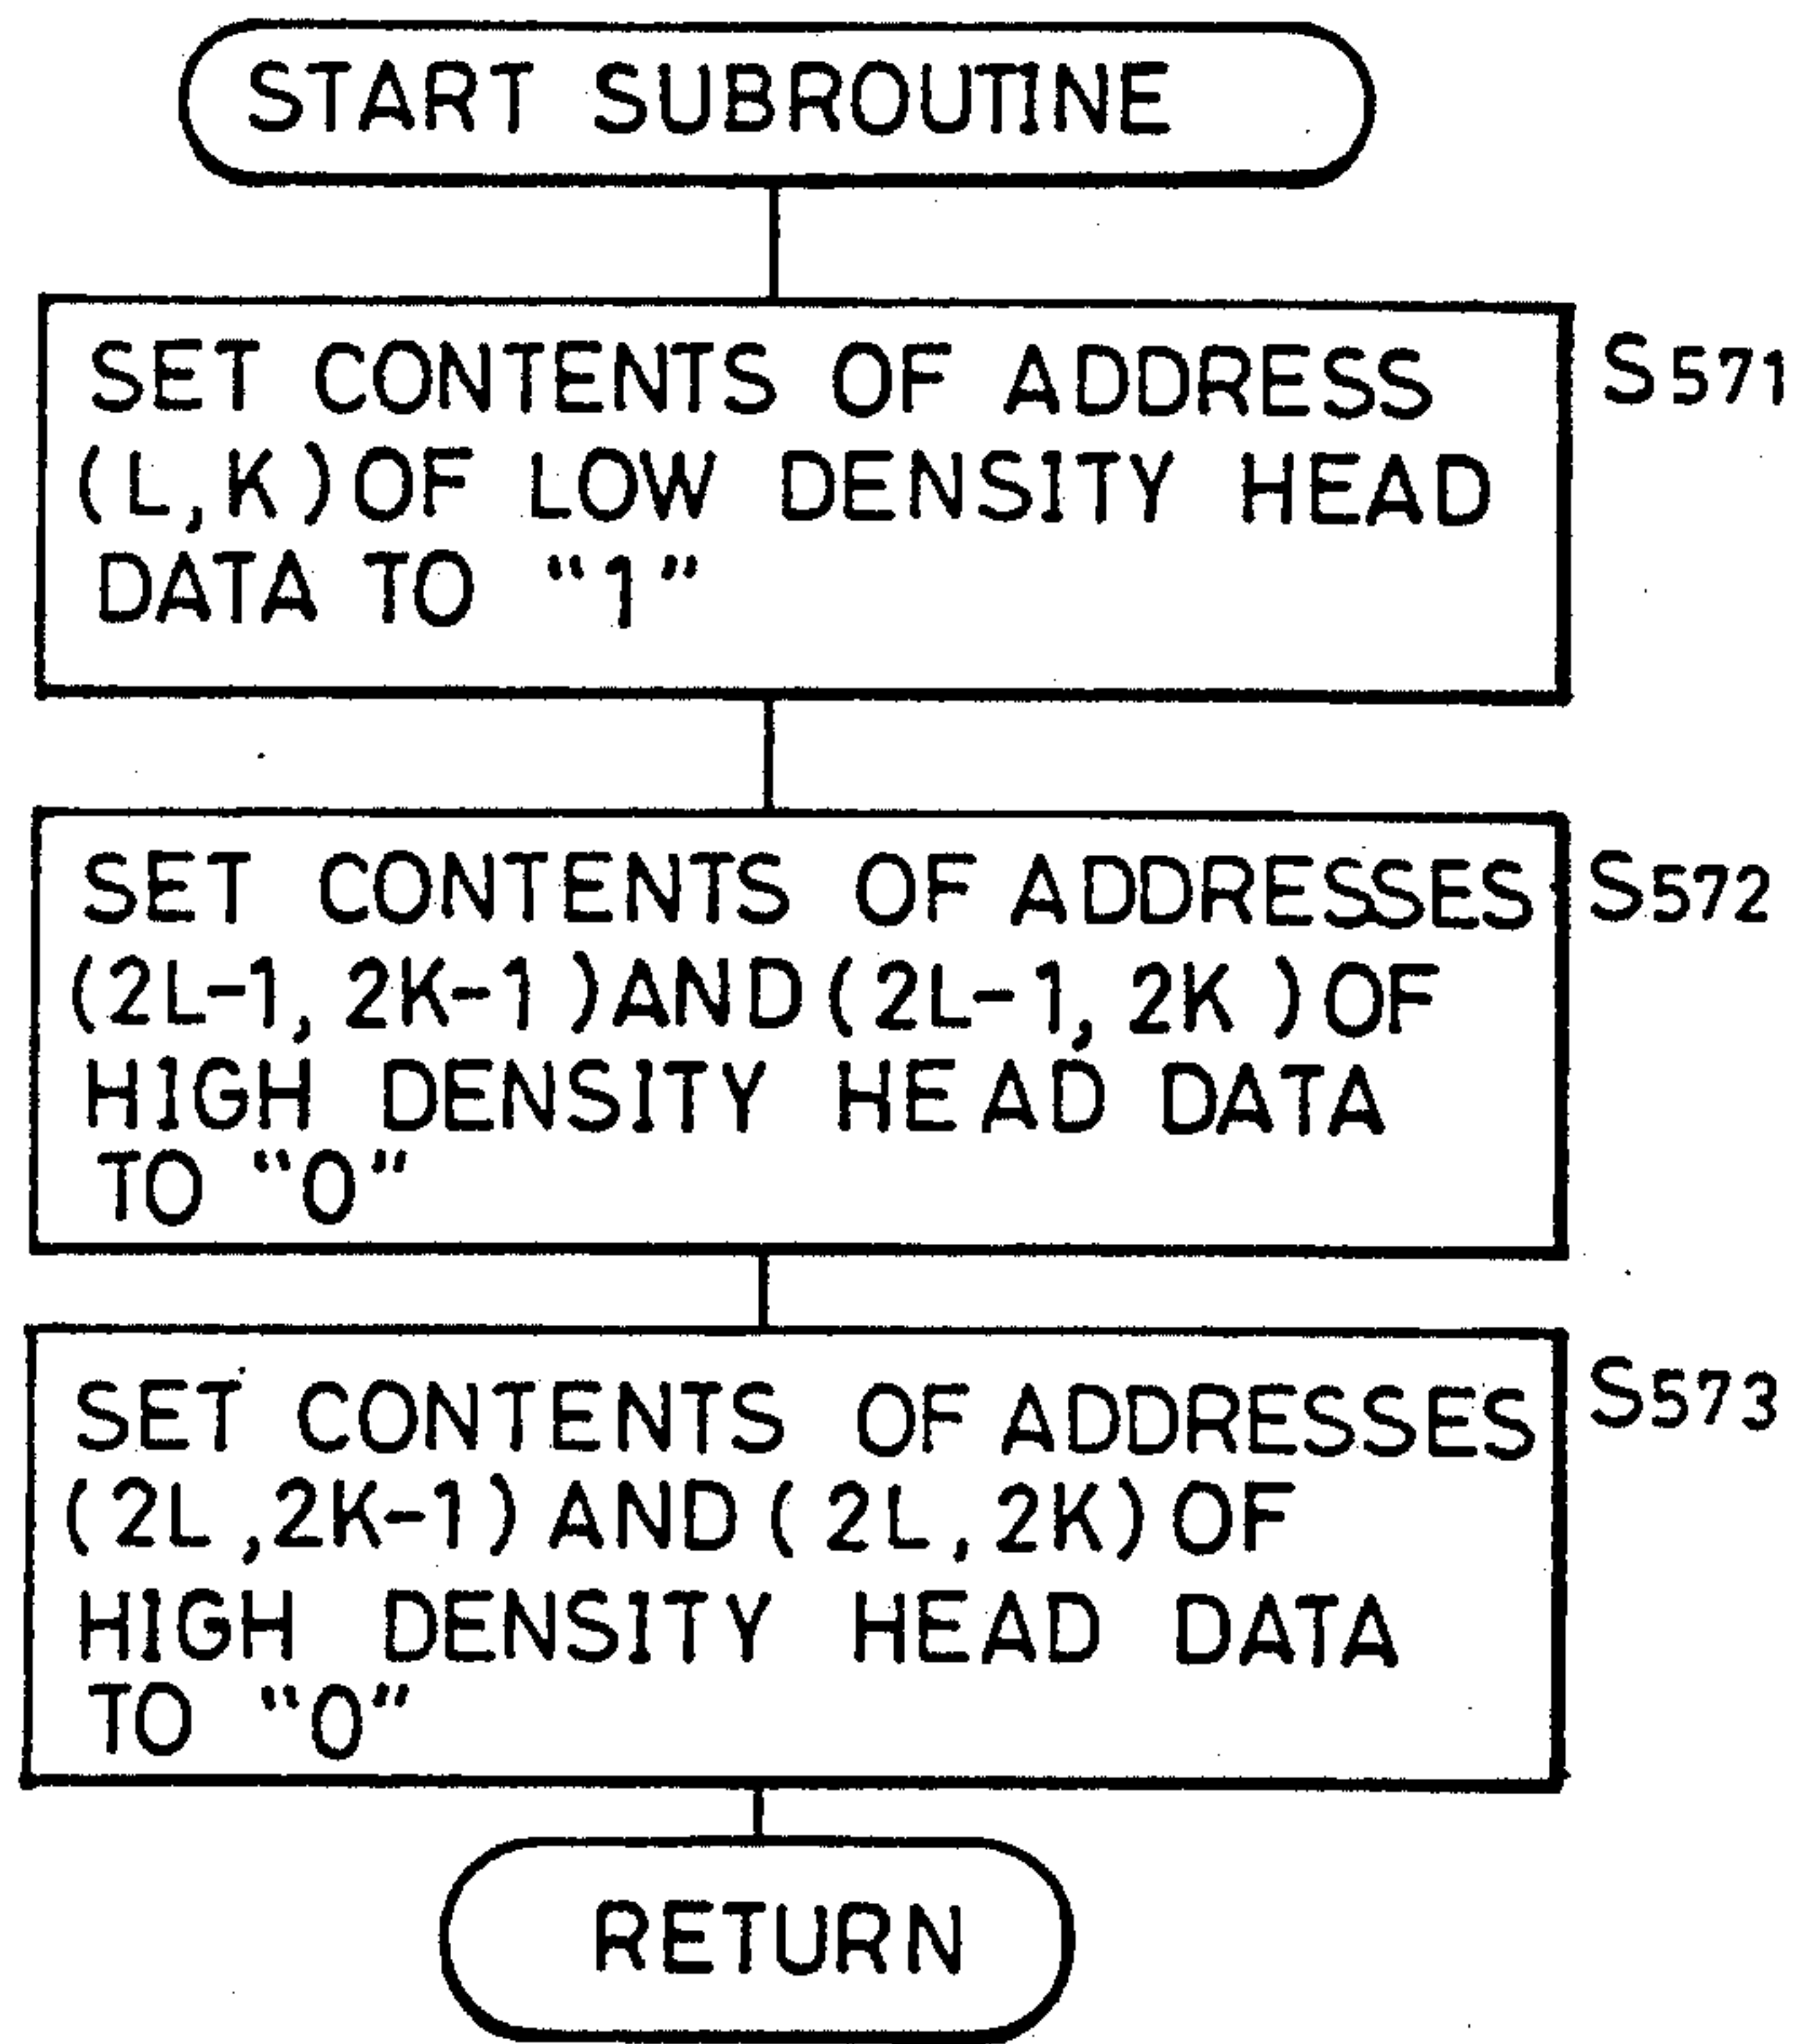 START SUBROUTINE
SET CONTENTS OF ADDRESS
(L,K)OF LOW DENSITY HEAD
DATA TO "1"
S571
SET CONTENTS OF ADDRESSES
(2L-1, 2K-1)AND(2L-1, 2K)OF
HIGH DENSITY HEAD DATA
TO "0"
S572
SET CONTENTS OF ADDRESSES
(2L,2K-1)AND(2L,2K)OF
HIGH DENSITY HEAD DATA
TO "0"
S573
RETURN